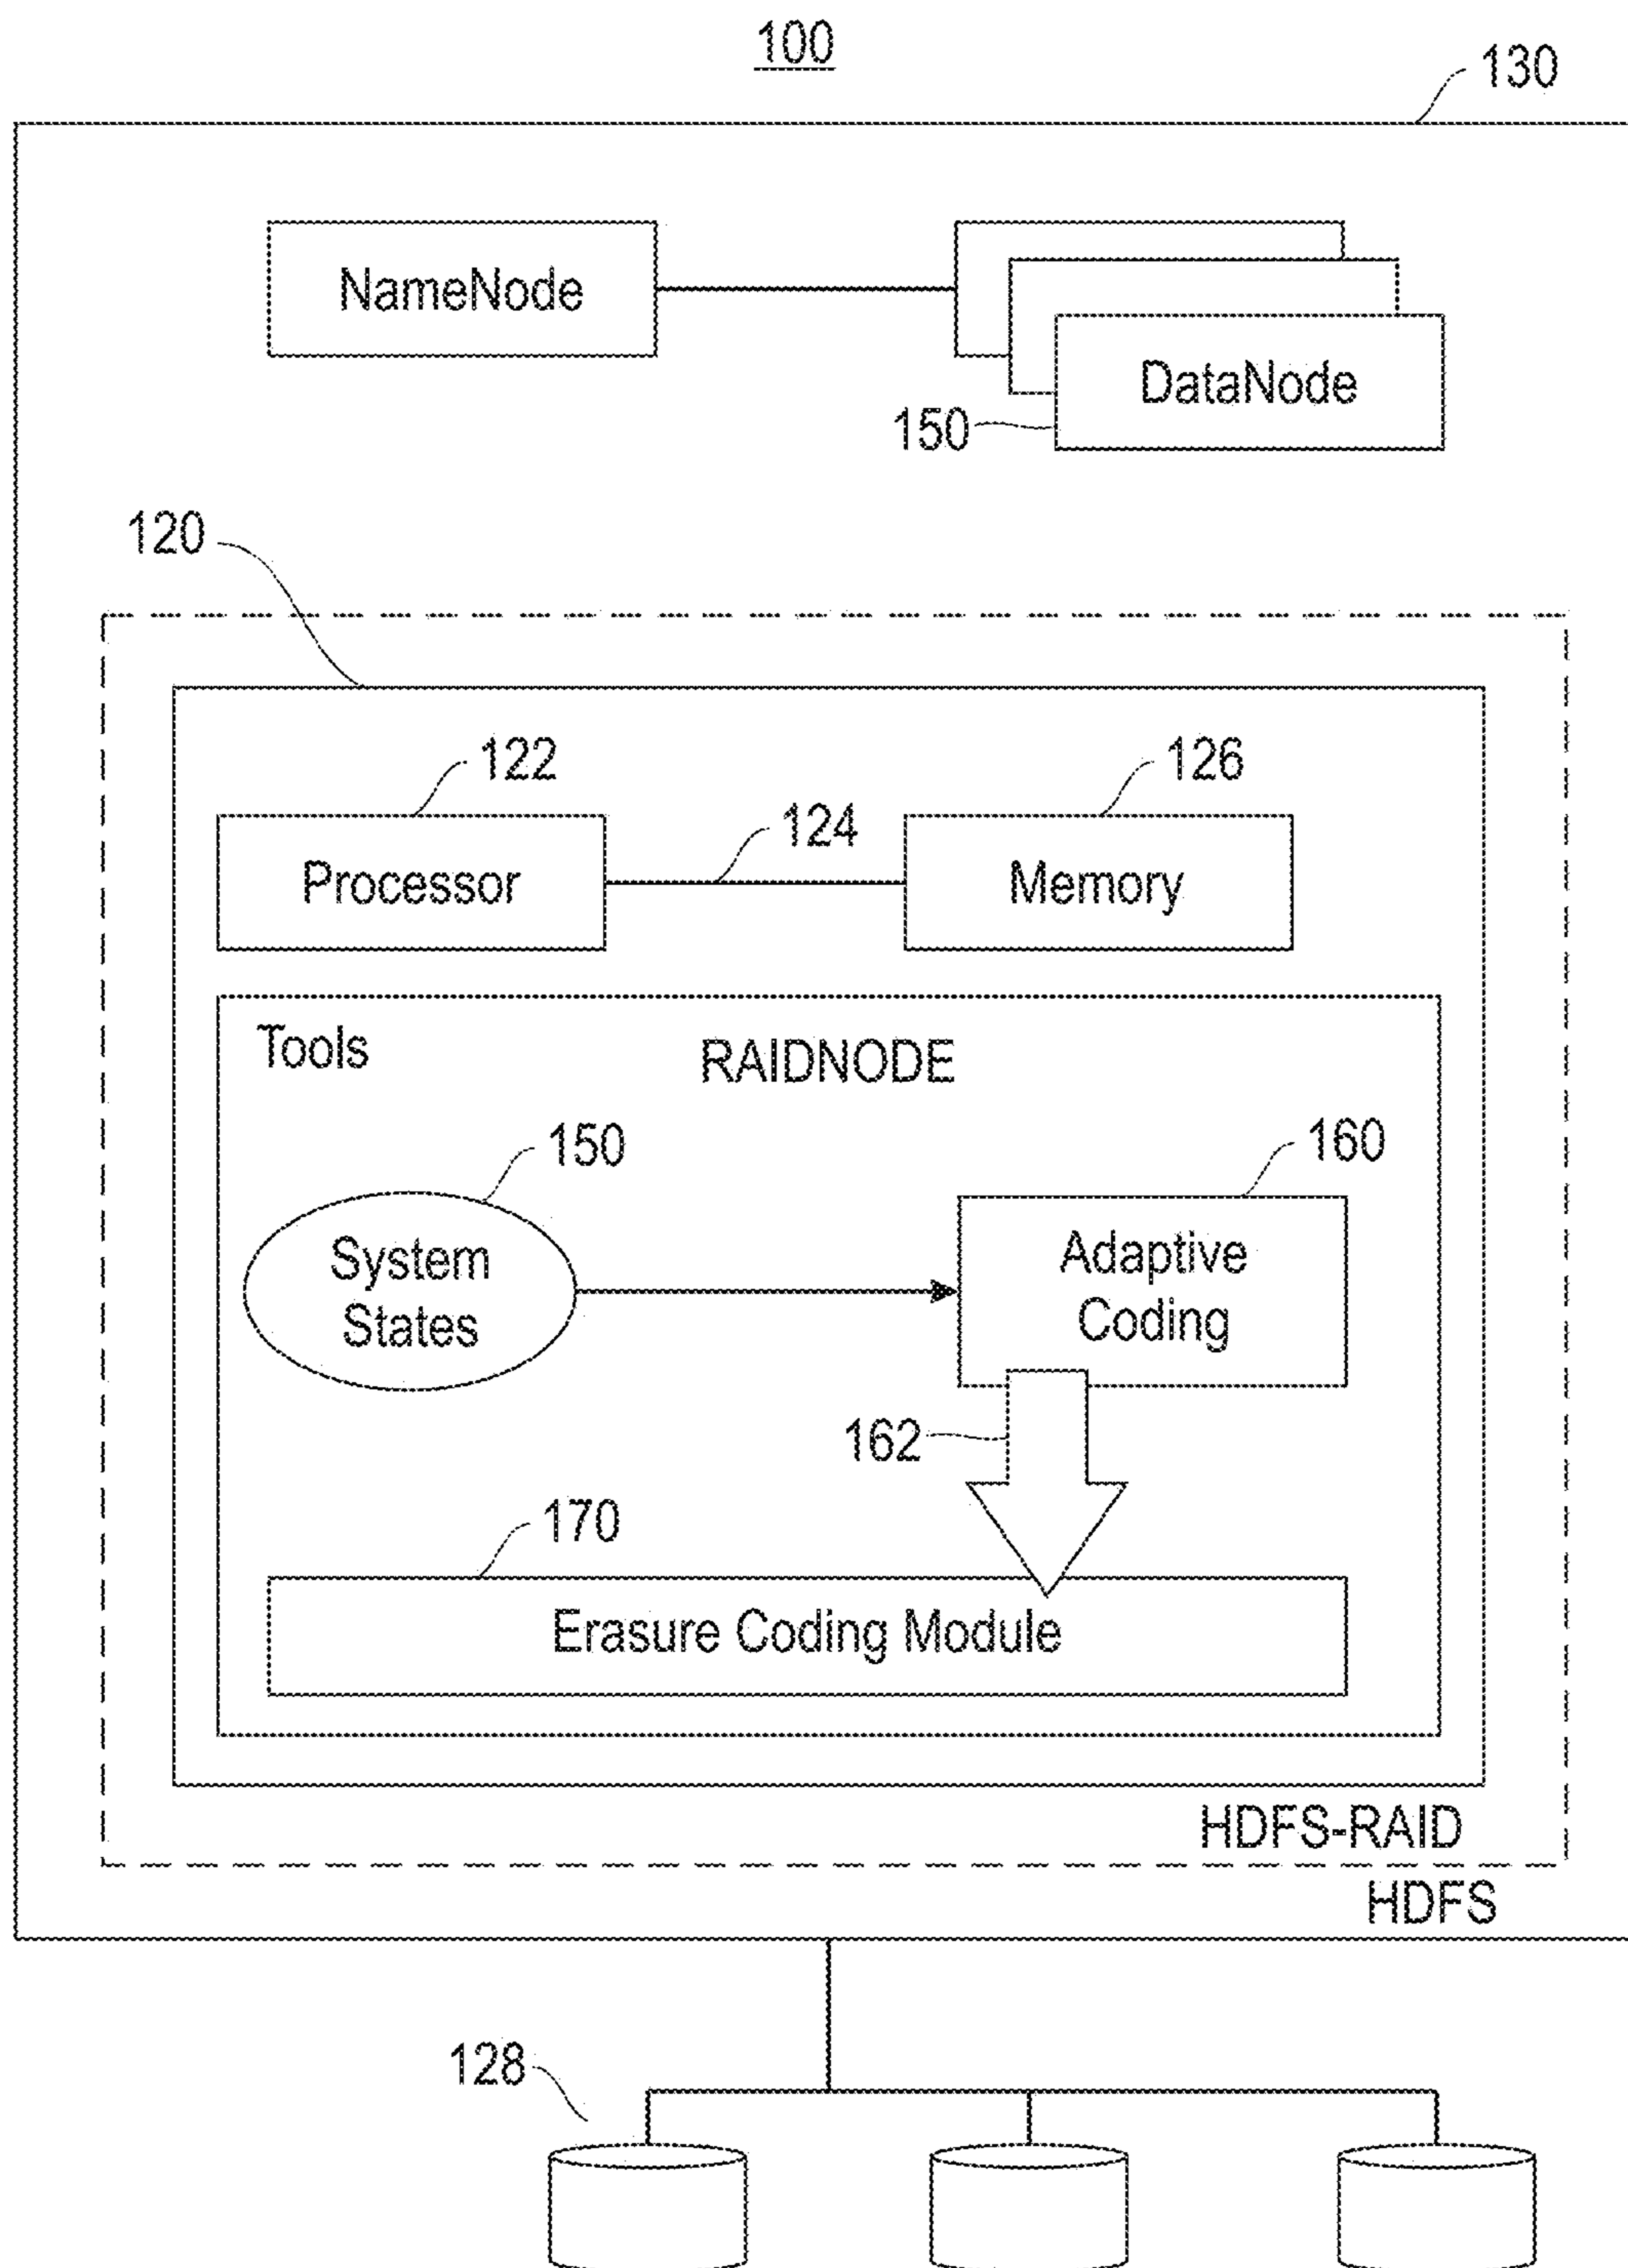 100
130
NameNode
DataNode
150
120
122
124
126
Processor
Memory
Tools
RAIDNODE
150
160
System
States
Adaptive
Coding
162
170
Erasure Coding Module
HDFS-RAID
HDFS
128